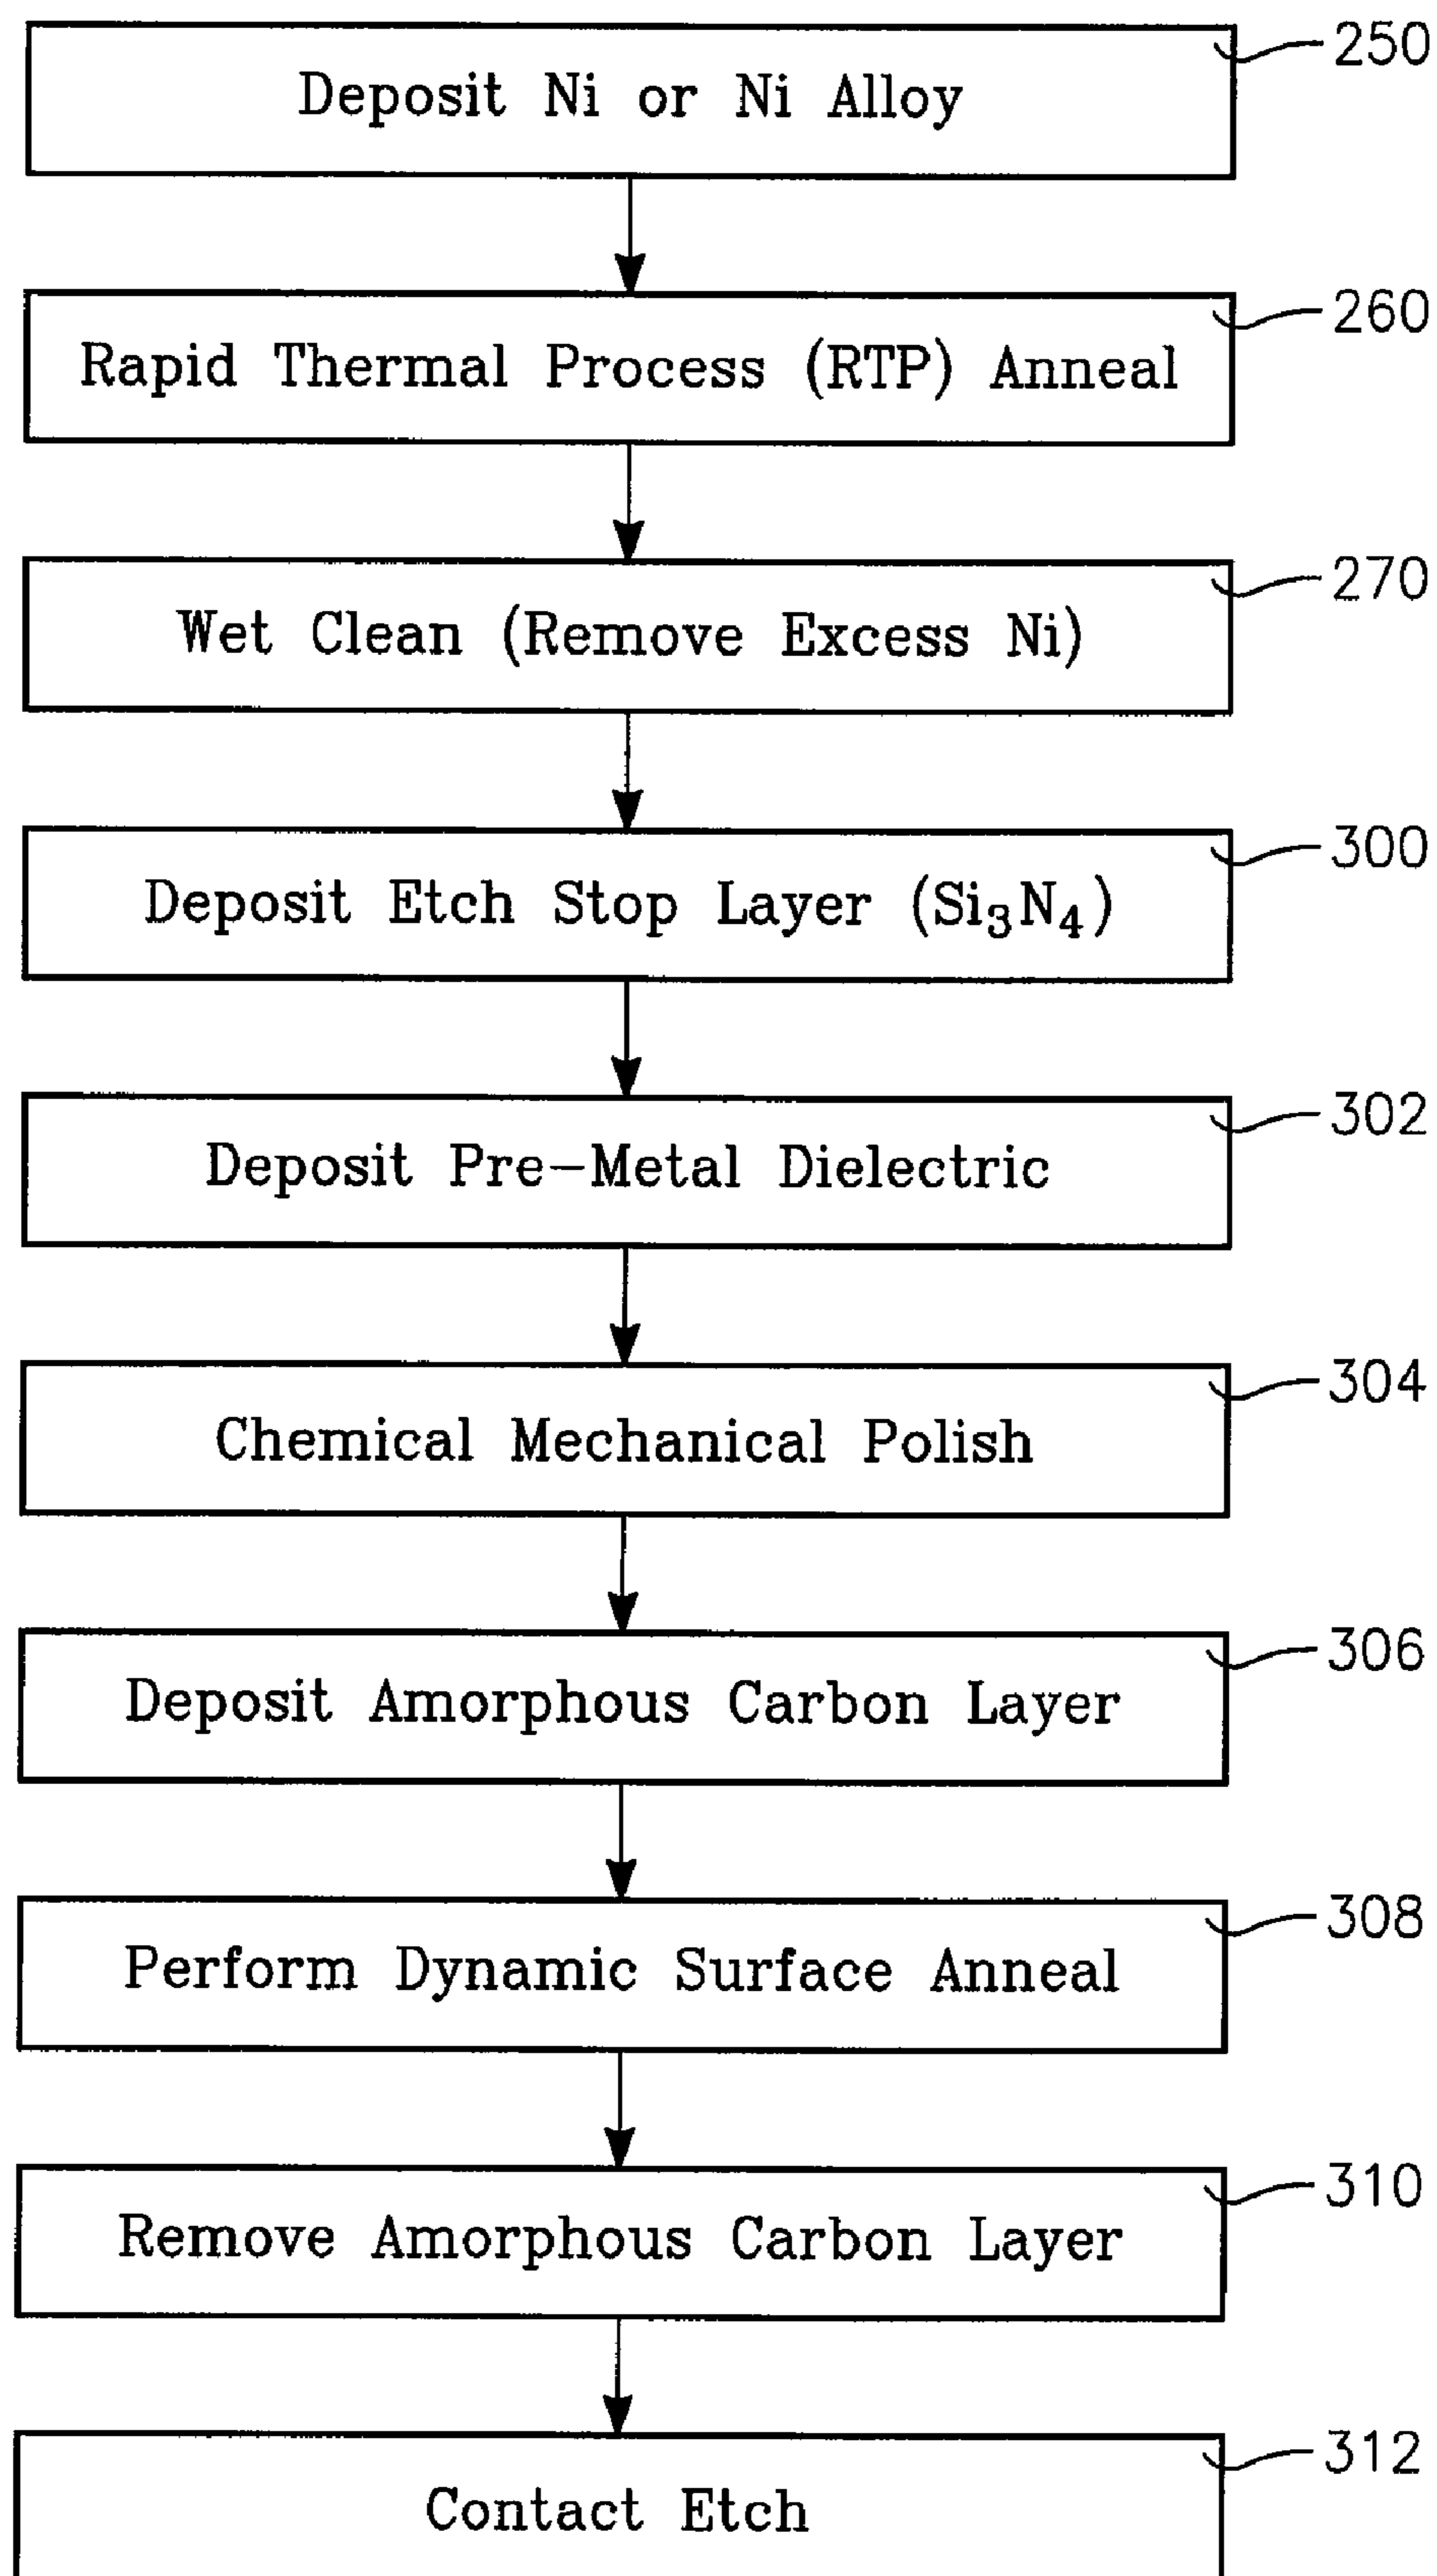 250
Deposit Ni or Ni Alloy
260
Rapid Thermal Process (RTP) Anneal
270
Wet Clean (Remove Excess Ni)
300
Deposit Etch Stop Layer (Si₃N₄)
302
Deposit Pre-Metal Dielectric
304
Chemical Mechanical Polish
306
Deposit Amorphous Carbon Layer
308
Perform Dynamic Surface Anneal
310
Remove Amorphous Carbon Layer
312
Contact Etch